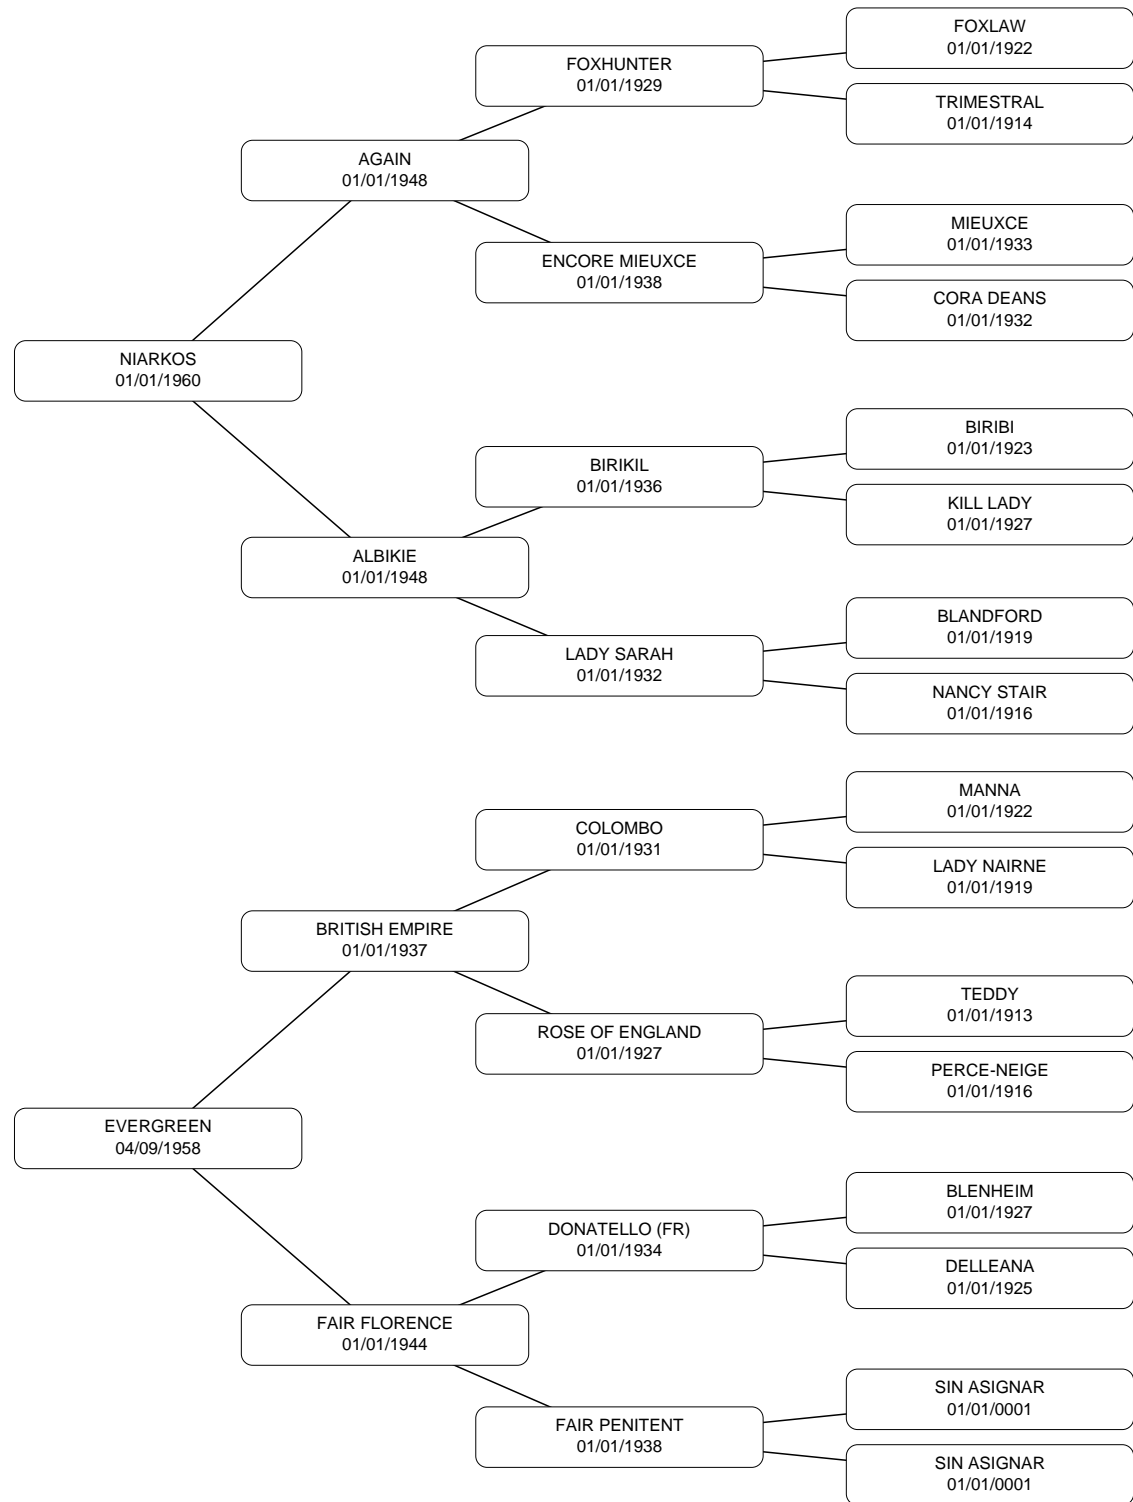 FOXLAW
01/01/1922
FOXHUNTER
01/01/1929
TRIMESTRAL
01/01/1914
AGAIN
01/01/1948
MIEUXCE
01/01/1933
ENCORE MIEUXCE
01/01/1938
CORA DEANS
01/01/1932
NIARKOS
01/01/1960
BIRIBI
01/01/1923
BIRIKIL
01/01/1936
KILL LADY
01/01/1927
ALBIKIE
01/01/1948
BLANDFORD
01/01/1919
LADY SARAH
01/01/1932
NANCY STAIR
01/01/1916
MANNA
01/01/1922
COLOMBO
01/01/1931
LADY NAIRNE
01/01/1919
BRITISH EMPIRE
01/01/1937
TEDDY
01/01/1913
ROSE OF ENGLAND
01/01/1927
PERCE-NEIGE
01/01/1916
EVERGREEN
04/09/1958
BLENHEIM
01/01/1927
DONATELLO (FR)
01/01/1934
DELLEANA
01/01/1925
FAIR FLORENCE
01/01/1944
SIN ASIGNAR
01/01/0001
FAIR PENITENT
01/01/1938
SIN ASIGNAR
01/01/0001